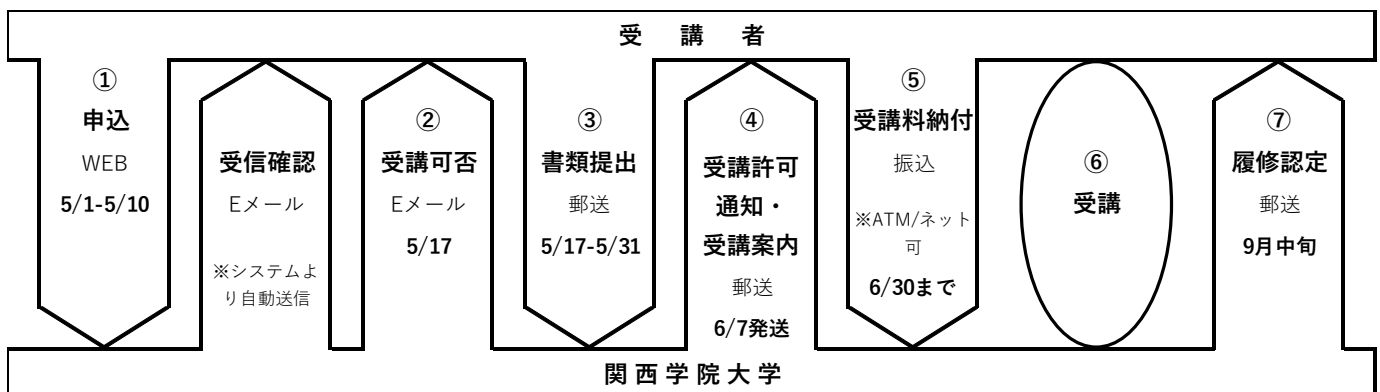 受　講　者
①
申込
WEB
5/1-5/10
受信確認
Eメール
※システムよ
り自動送信
②
受講可否
Eメール
5/17
③
書類提出
郵送
5/17-5/31
④
受講許可
通知・
受講案内
郵送
6/7発送
⑤
受講料納付
振込
※ATM/ネット
可
6/30まで
⑥
受講
⑦
履修認定
郵送
9月中旬
関西学院大学